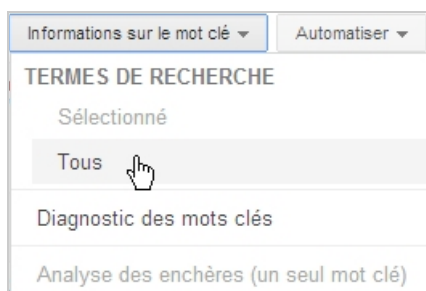 Informations sur le mot clé Automatiser
TERMES DE RECHERCHE
Sélectionné
Tous
Diagnostic des mots clés
Analyse des enchères (un seul mot clé)